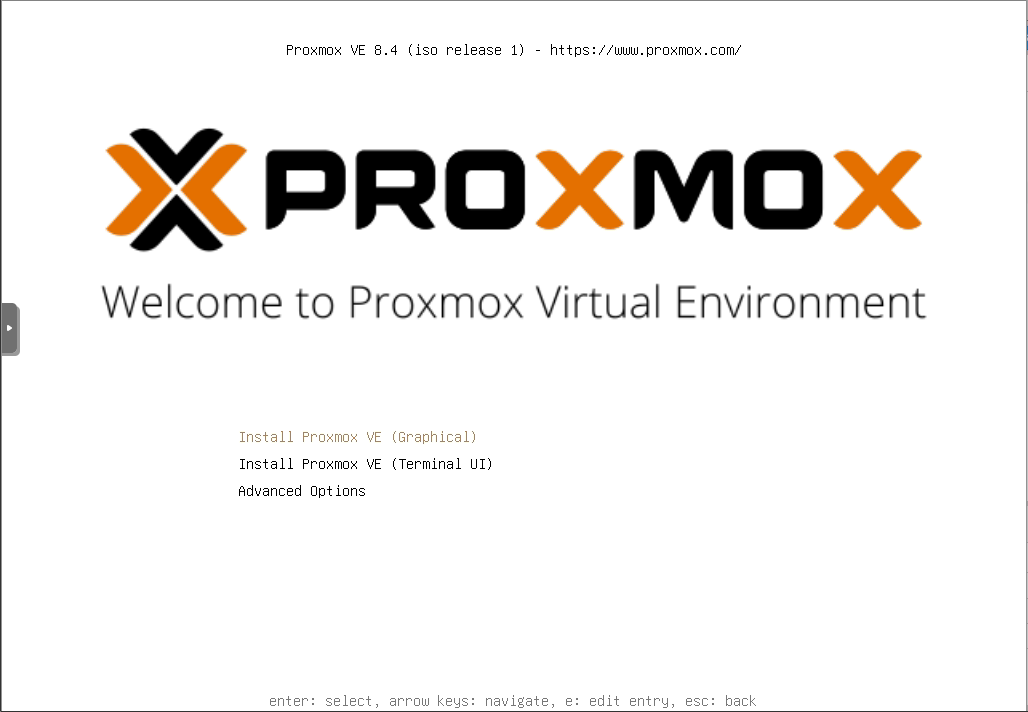 Proxmox VE 8.4 (iso release 1) - https://www.proxmox.com/
PROXMOX
Welcome to Proxmox Virtual Environment
Install Proxmox VE (Graphical)
Install Proxmox VE (Terminal UI)
Advanced Options
enter: select, arrow keys: navigate, e: edit entry, esc: back